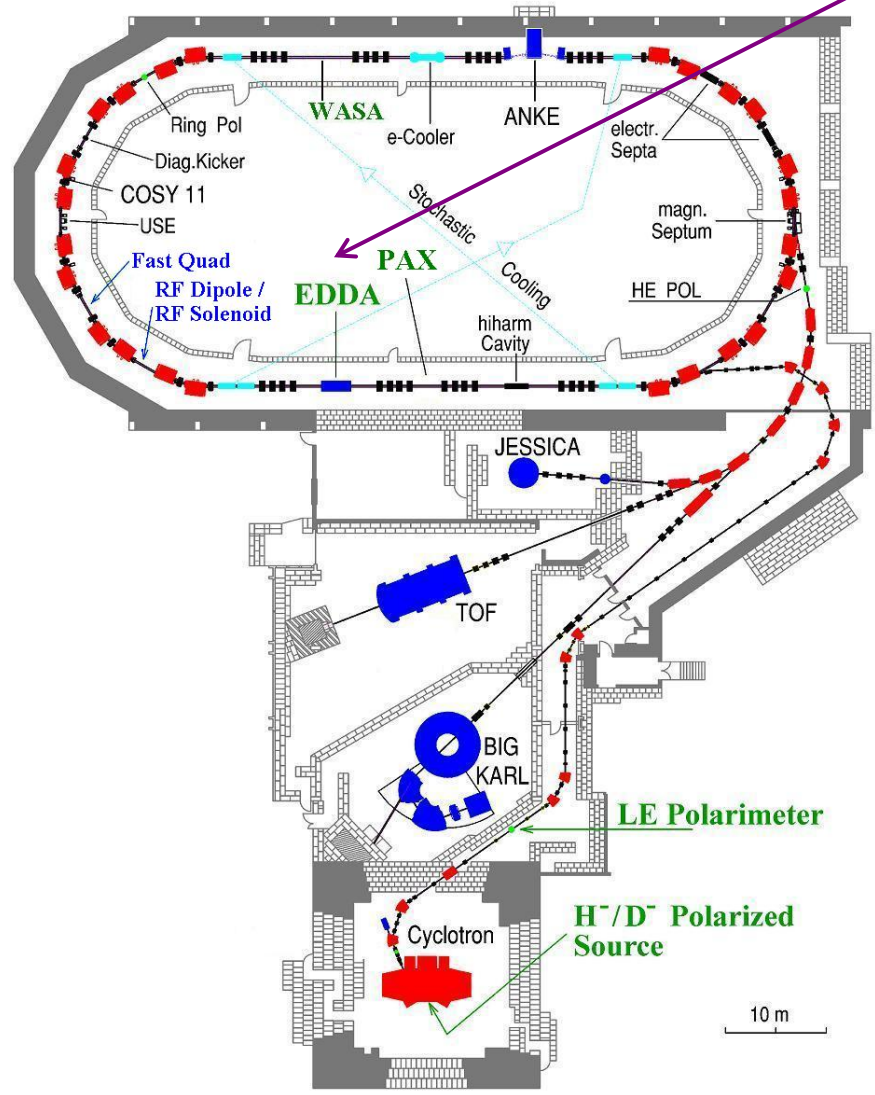 WASA
e-Cooler
ANKE
Ring Pol
electr.
Septa
Diag.Kicker
COSY 11
USE
Stochastic
Cooling
magn.
Septum
Fast Quad
PAX
RF Dipole /
RF Solenoid
EDDA
HE POL
hiharm
Cavity
JESSICA
TOF
BIG
KARL
LE Polarimeter
H⁻/D⁻ Polarized
Source
Cyclotron
10 m